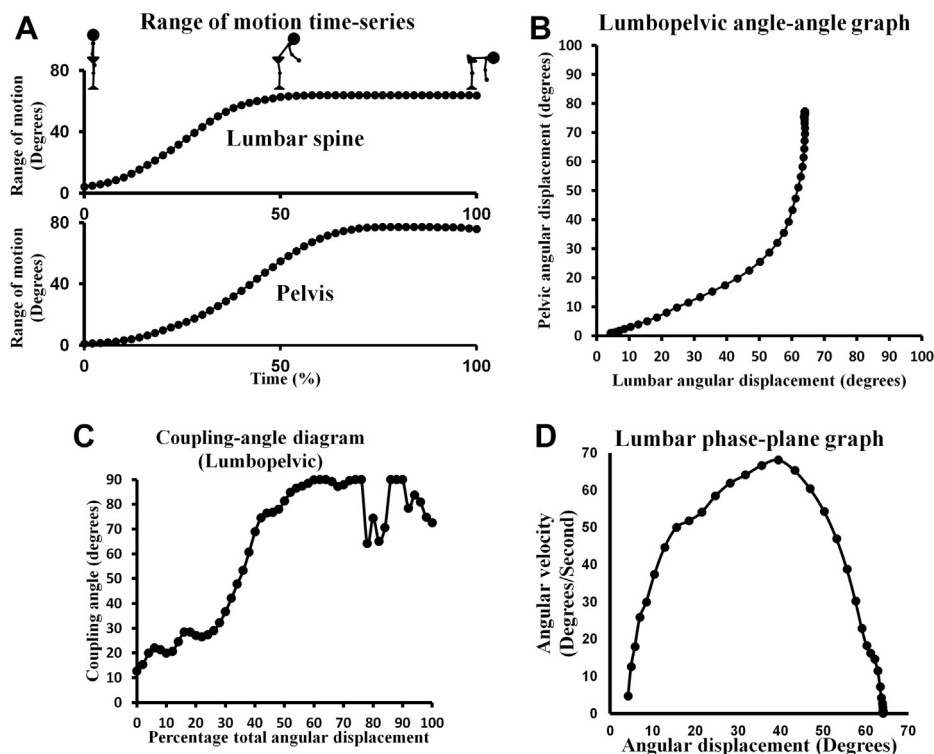 A
Range of motion time-series
Range of motion
(Degrees)
80
40
0
Lumbar spine
0
50
100
Range of motion
(Degrees)
80
40
0
Pelvis
0
50
100
Time (%)
B
Lumbopelvic angle-angle graph
Pelvic angular displacement (degrees)
100
90
80
70
60
50
40
30
20
10
0
0 10 20 30 40 50 60 70 80 90 100
Lumbar angular displacement (degrees)
C
Coupling-angle diagram
(Lumbopelvic)
Coupling angle (degrees)
90
80
70
60
50
40
30
20
10
0
0 10 20 30 40 50 60 70 80 90 100
Percentage total angular displacement
D
Lumbar phase-plane graph
Angular velocity
(Degrees/Second)
70
60
50
40
30
20
10
0
0 10 20 30 40 50 60 70
Angular displacement (Degrees)